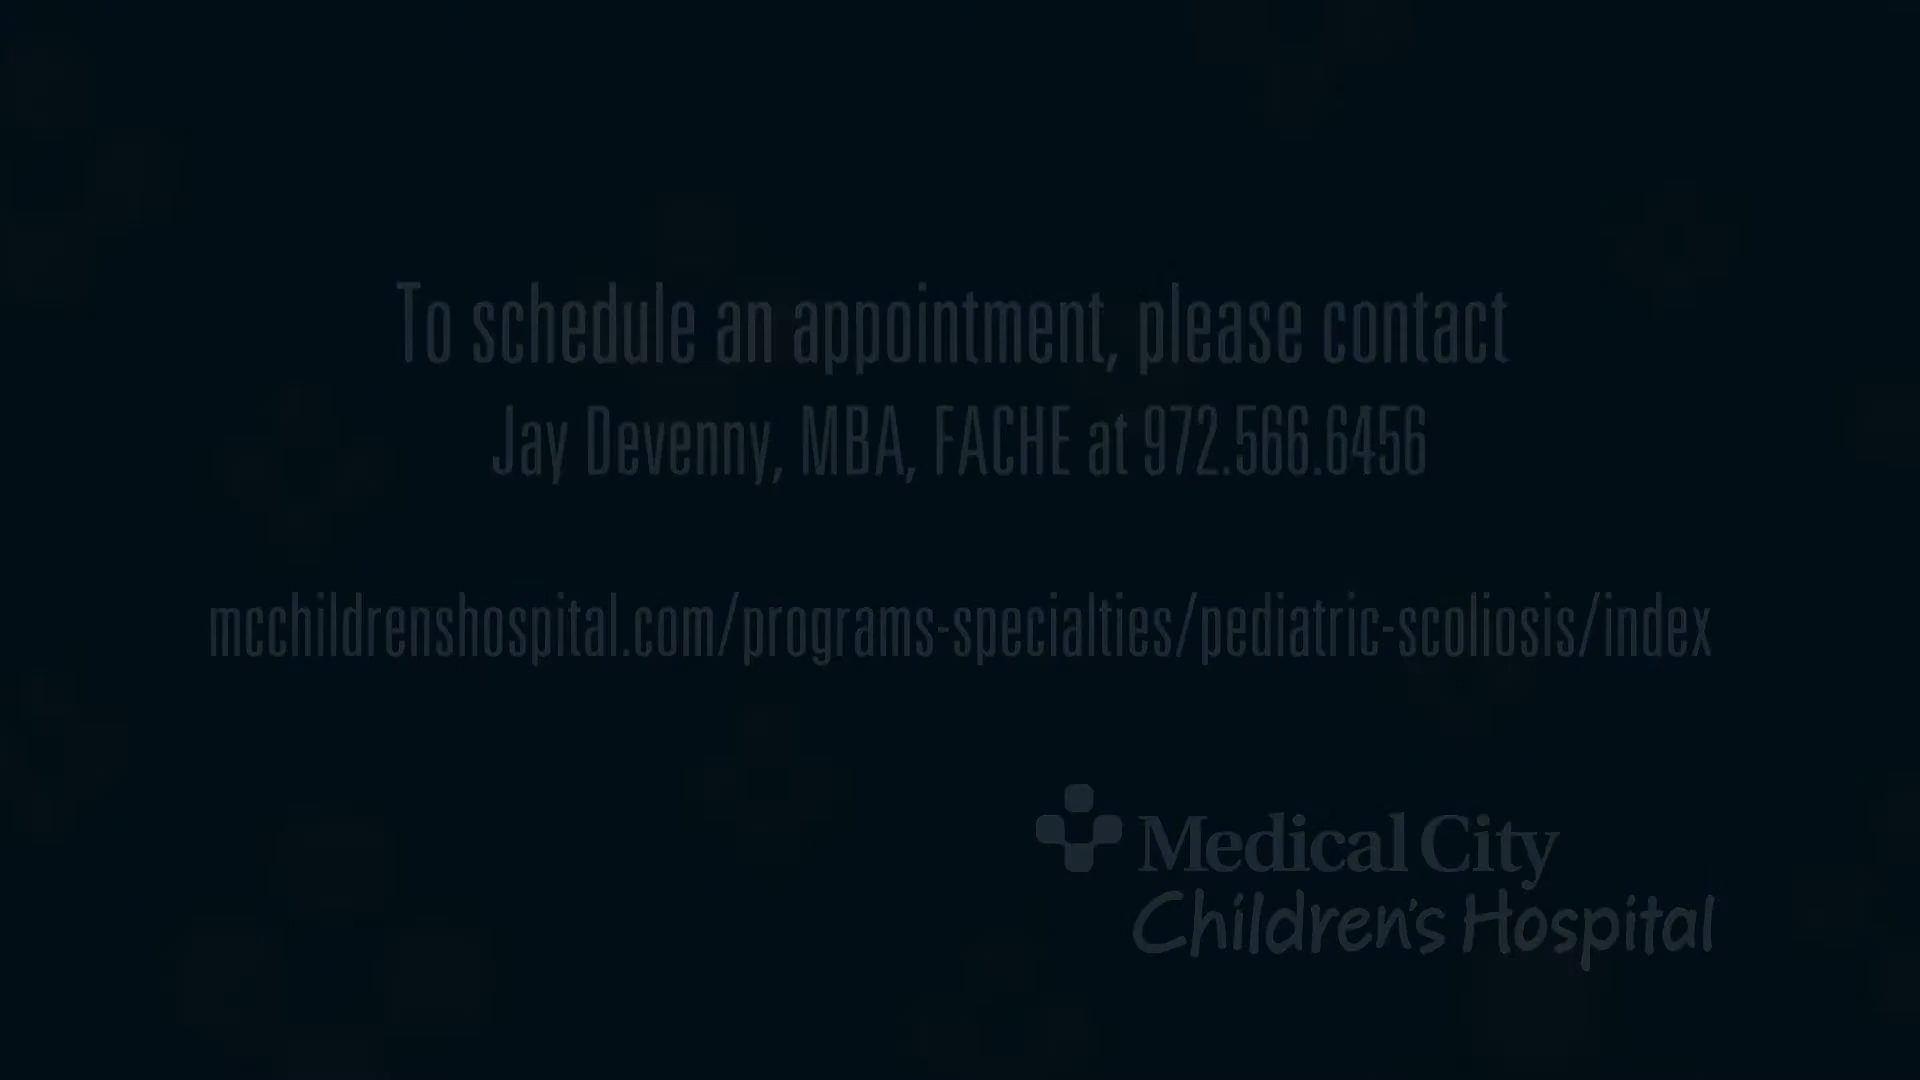 To schedule an appointment, please contact
Jay Devenny, MBA, FACHE at 972.566.6456
mcchildrenshospital.com/programs-specialties/pediatric-scoliosis/index
Medical City
Children's Hospital